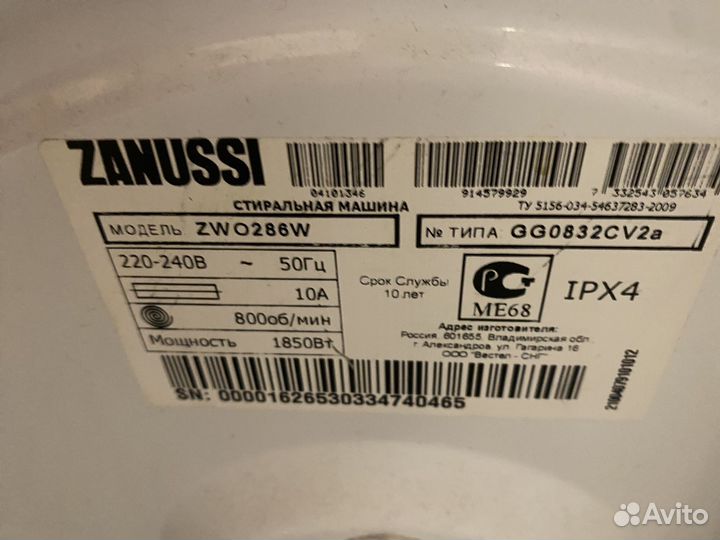 ZANUSSI
04101346
914579929
7 332543 057634
СТИРАЛЬНАЯ МАШИНА
ТУ 5156-034-54637283-2009
МОДЕЛЬ ZWO286W
№ ТИПА GG0832CV2a
220-240В ~ 50Гц
10А
800об/мин
Мощность 1850Вт
Срок Службы
10 лет
РСТ
ME68
IPX4
Адрес изготовителя:
Россия, 601655, Владимирская обл.
г. Александров, ул. Гагарина 16
ООО "Вестел - СНГ"
SN: 00001626530334740465
21004079101012
Avito